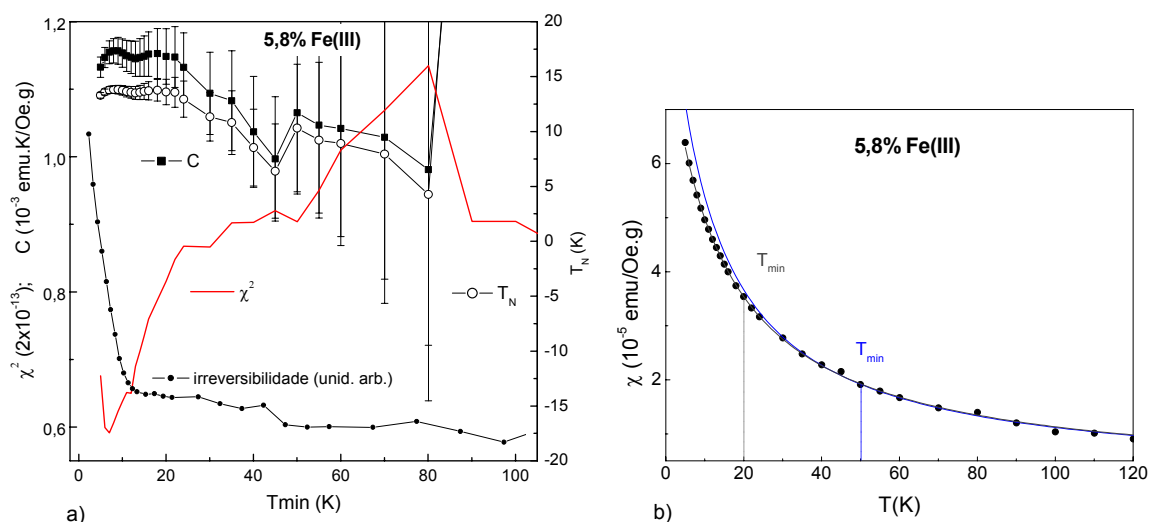 5,8% Fe(III)
1,2
1,0
0,8
0,6
χ² (2x10⁻¹³); C (10⁻³ emu.K/Oe.g)
20
15
10
5
0
-5
-10
-15
-20
T_N (K)
C
χ²
T_N
irreversibilidade (unid. arb.)
0 20 40 60 80 100
Tmin (K)
a)
5,8% Fe(III)
6
4
2
χ (10⁻⁵ emu/Oe.g)
T_min
T_min
0 20 40 60 80 100 120
T(K)
b)